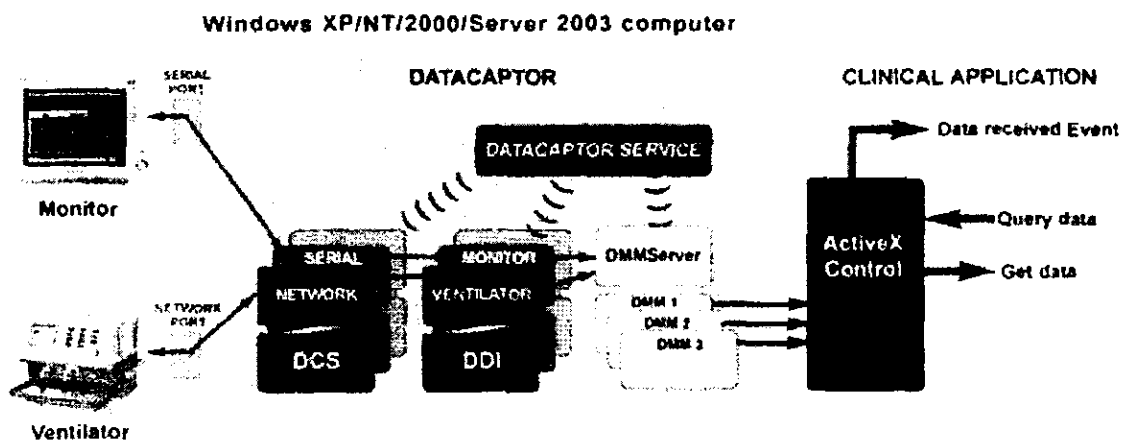 Windows XP/NT/2000/Server 2003 computer
SERIAL
PORT
DATACAPTOR
CLINICAL APPLICATION
DATACAPTOR SERVICE
Data received Event
Monitor
Query data
SERIAL
MONITOR
DMMServer
ActiveX
Control
Get data
NETWORK
VENTILATOR
NETWORK
PORT
DMM 1
DMM 2
DMM 3
DCS
DDI
Ventilator